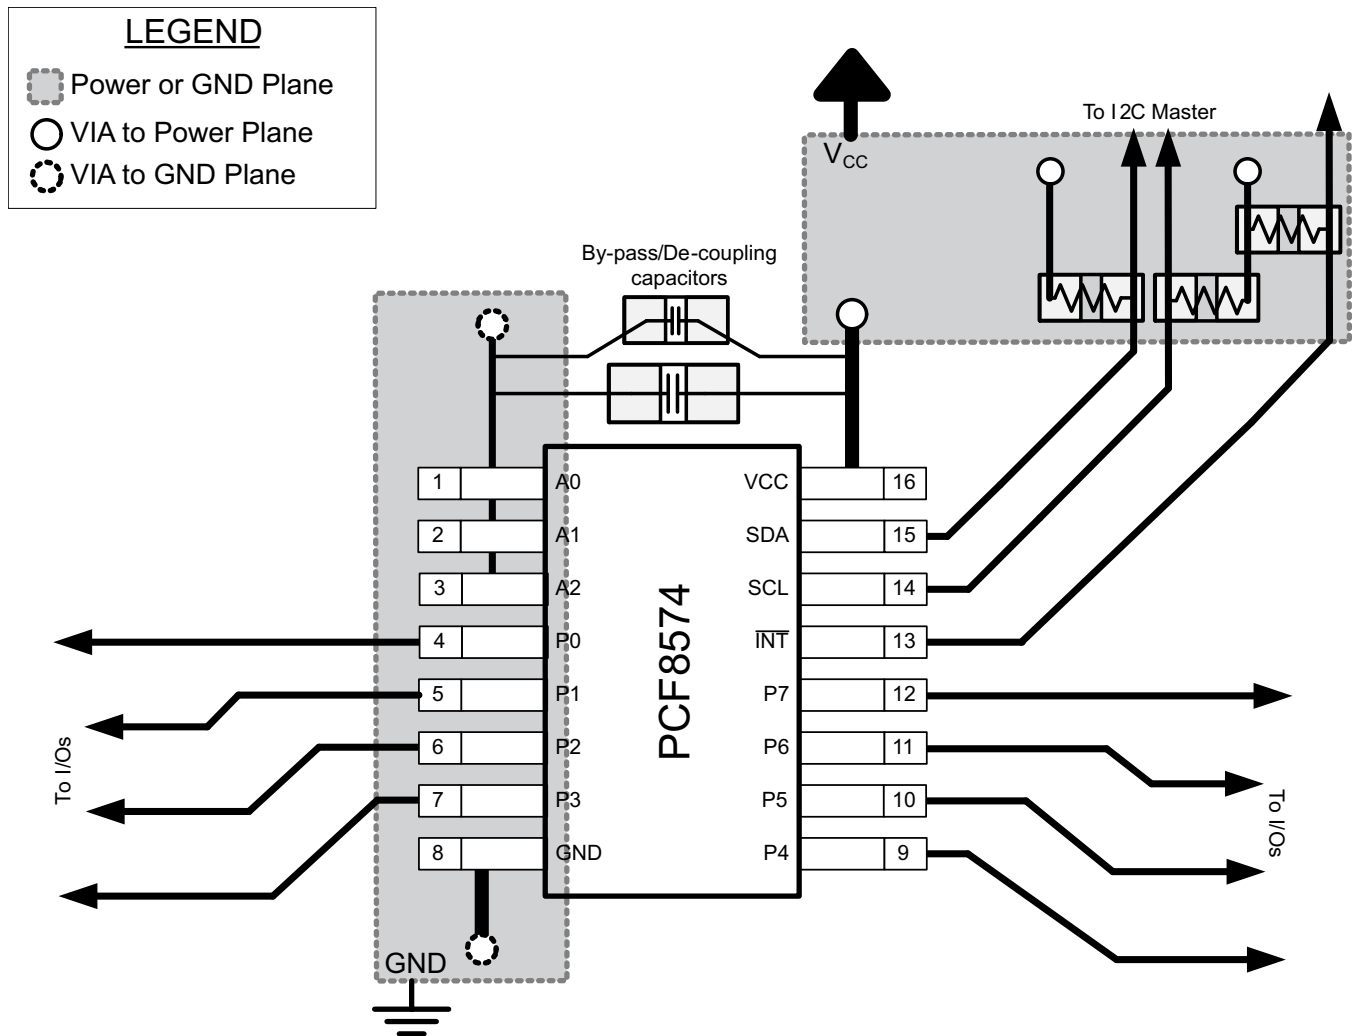 LEGEND
Power or GND Plane
VIA to Power Plane
VIA to GND Plane
To I2C Master
VCC
By-pass/De-coupling
capacitors
1 A0 VCC 16
2 A1 SDA 15
3 A2 SCL 14
4 P0 INT 13
5 P1 P7 12
6 P2 P6 11
7 P3 P5 10
8 GND P4 9
PCF8574
To I/Os
To I/Os
GND